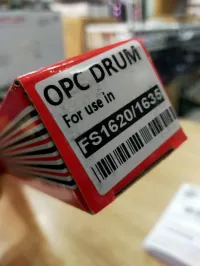 OPC DRUM
For use in
FS1620/1635